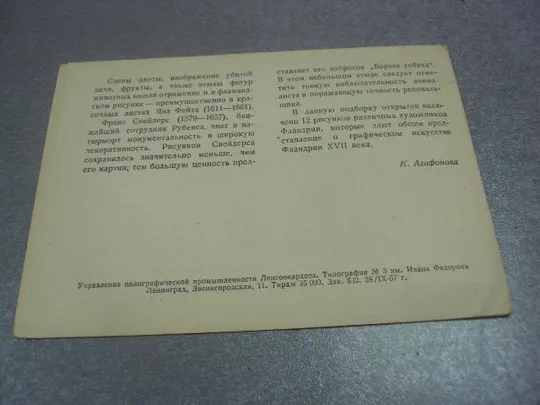 Сцены охоты, изображение убитой
дичи, фрукты, а также этюды фигур
животных нашли отражение и в фламанд-
ском рисунке — преимущественно в кра-
сочных листах Яна Фейта (1611—1661).
Франс Снейдерс (1579—1657), бли-
жайший сотрудник Рубенса, внес в на-
тюрморт монументальность и широкую
декоративность. Рисунков Снейдерса
сохранилось значительно меньше, чем
его картин; тем большую ценность пред-
ставляет его набросок „Борзая собака“.
В этом небольшом этюде следует отме-
тить тонкую наблюдательность анима-
листа и поражающую точность рисоваль-
щика.
В данную подборку открыток вклю-
чено 12 рисунков различных художников
Фландрии, которые дают общее пред-
ставление о графическом искусстве
Фландрии XVII века.
К. Агафонова
Управление полиграфической промышленности Ленсовнархоза. Типография № 3 им. Ивана Федорова
Ленинград, Звенигородская, 11. Тираж 35 000. Зак. 612. 28/IX-57 г.